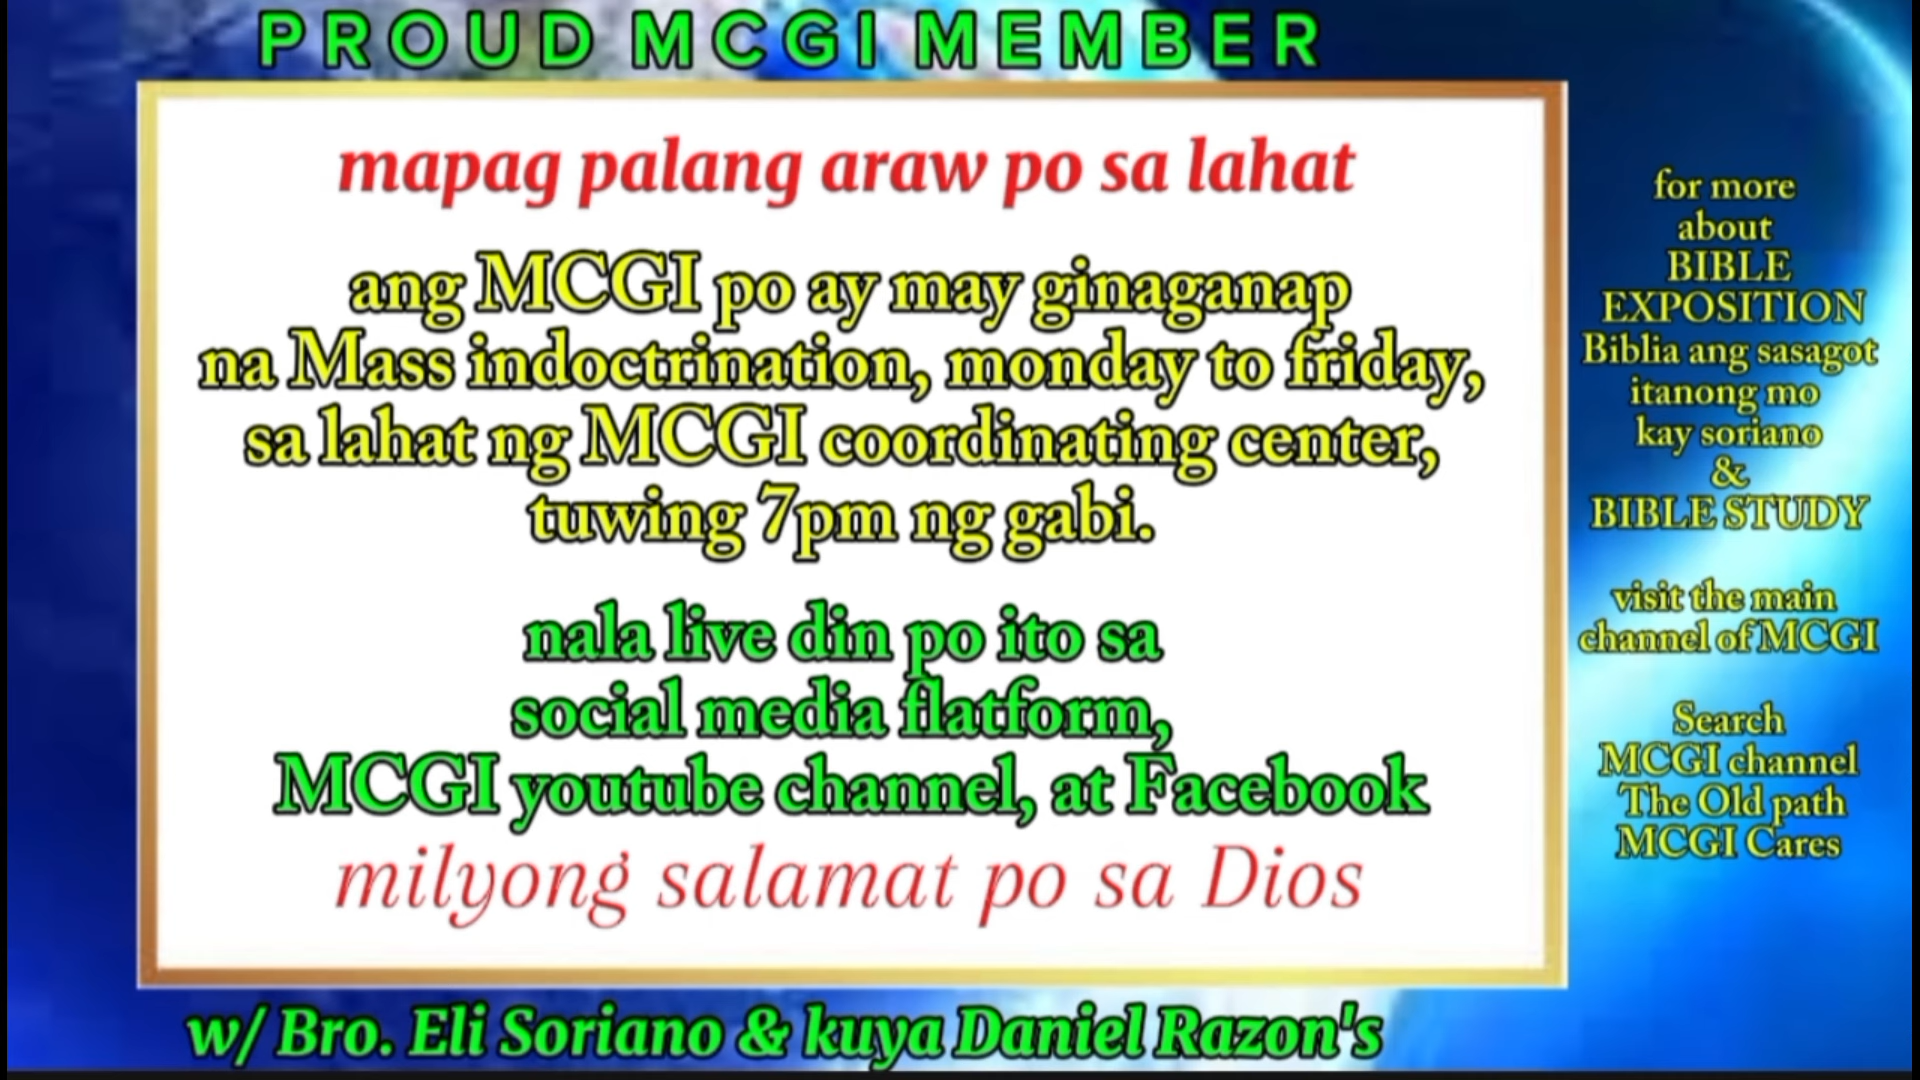 PROUD MCGI MEMBER
mapag palang araw po sa lahat
ang MCGI po ay may ginaganap
na Mass indoctrination, monday to friday,
sa lahat ng MCGI coordinating center,
tuwing 7pm ng gabi.
nala live din po ito sa
social media flatform,
MCGI youtube channel, at Facebook
milyong salamat po sa Dios
w/ Bro. Eli Soriano & kuya Daniel Razon's
for more
about
BIBLE
EXPOSITION
Biblia ang sasagot
itanong mo
kay soriano
&
BIBLE STUDY
visit the main
channel of MCGI
Search
MCGI channel
The Old path
MCGI Cares